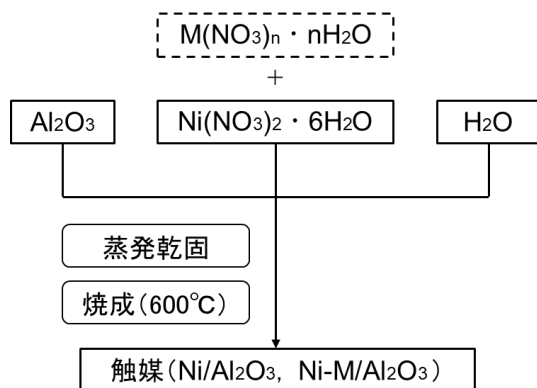 M(NO₃)ₙ・nH₂O
+
Al₂O₃
Ni(NO₃)₂・6H₂O
H₂O
蒸発乾固
焼成(600℃)
触媒(Ni/Al₂O₃, Ni-M/Al₂O₃)